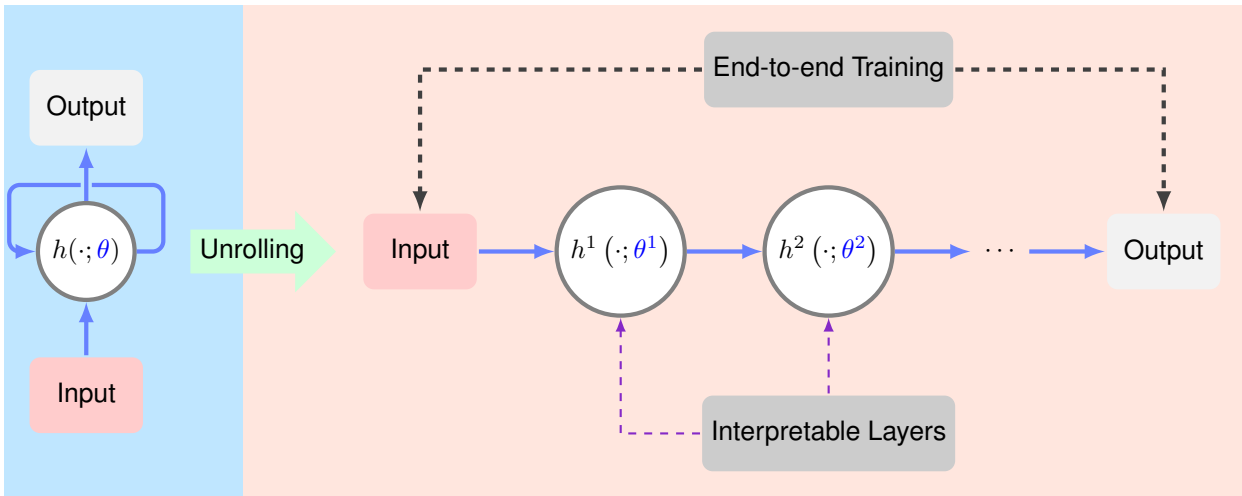 Output
h(·; θ)
Input
Unrolling
End-to-end Training
Input
h¹ (·; θ¹)
h² (·; θ²)
···
Output
Interpretable Layers